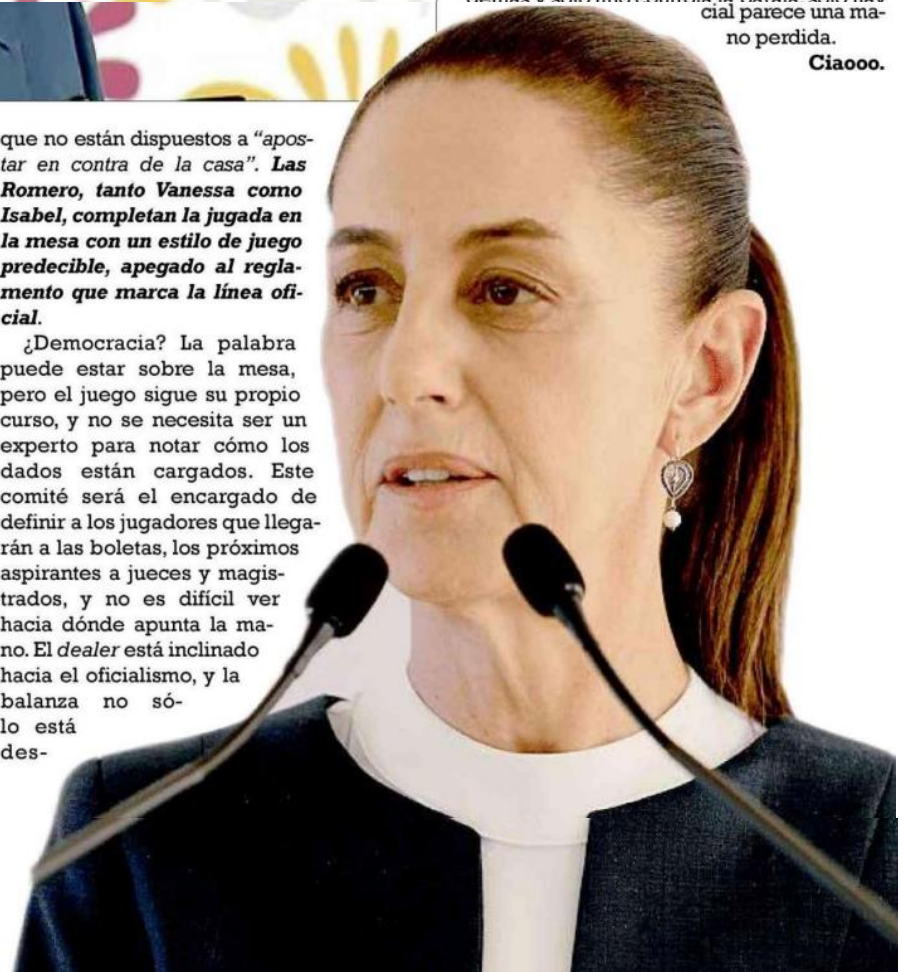 que no están dispuestos a “apos-
tar en contra de la casa”. Las
Romero, tanto Vanessa como
Isabel, completan la jugada en
la mesa con un estilo de juego
predecible, apegado al regla-
mento que marca la línea ofi-
cial.
¿Democracia? La palabra
puede estar sobre la mesa,
pero el juego sigue su propio
curso, y no se necesita ser un
experto para notar cómo los
dados están cargados. Este
comité será el encargado de
definir a los jugadores que llega-
rán a las boletas, los próximos
aspirantes a jueces y magis-
trados, y no es difícil ver
hacia dónde apunta la ma-
no. El dealer está inclinado
hacia el oficialismo, y la
balanza no só-
lo está
des-
cial parece una ma-
no perdida.
Ciaooo.